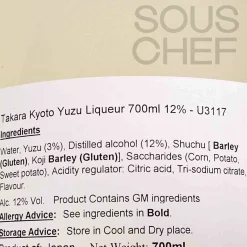 SOUS
CHEF
Takara Kyoto Yuzu Liqueur 700ml 12% - U3117
Ingredients
Water, Yuzu (3%), Distilled alcohol (12%), Shuchu [ Barley
(Gluten), Koji Barley (Gluten)], Saccharides (Corn, Potato,
Sweet potato), Acidity regulator: Citric acid, Tri-sodium citrate,
Flavour.
Alc. 12% Vol. Product Contains GM ingredients
Allergy Advice: See ingredients in Bold.
Storage Advice: Store in Cool and Dry place.
Product of: Japan Net Weight: 700ml